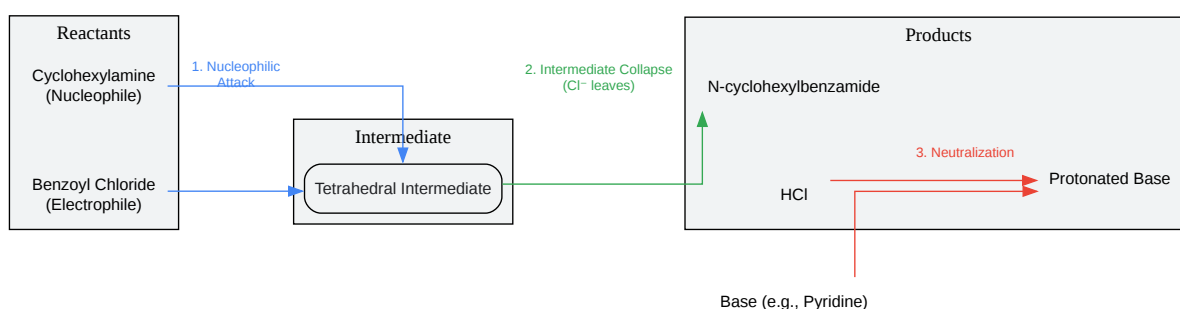 Reactants
Cyclohexylamine
(Nucleophile)
Benzoyl Chloride
(Electrophile)
1. Nucleophilic
Attack
Intermediate
Tetrahedral Intermediate
2. Intermediate Collapse
(Cl⁻ leaves)
Products
N-cyclohexylbenzamide
3. Neutralization
HCl
Protonated Base
Base (e.g., Pyridine)